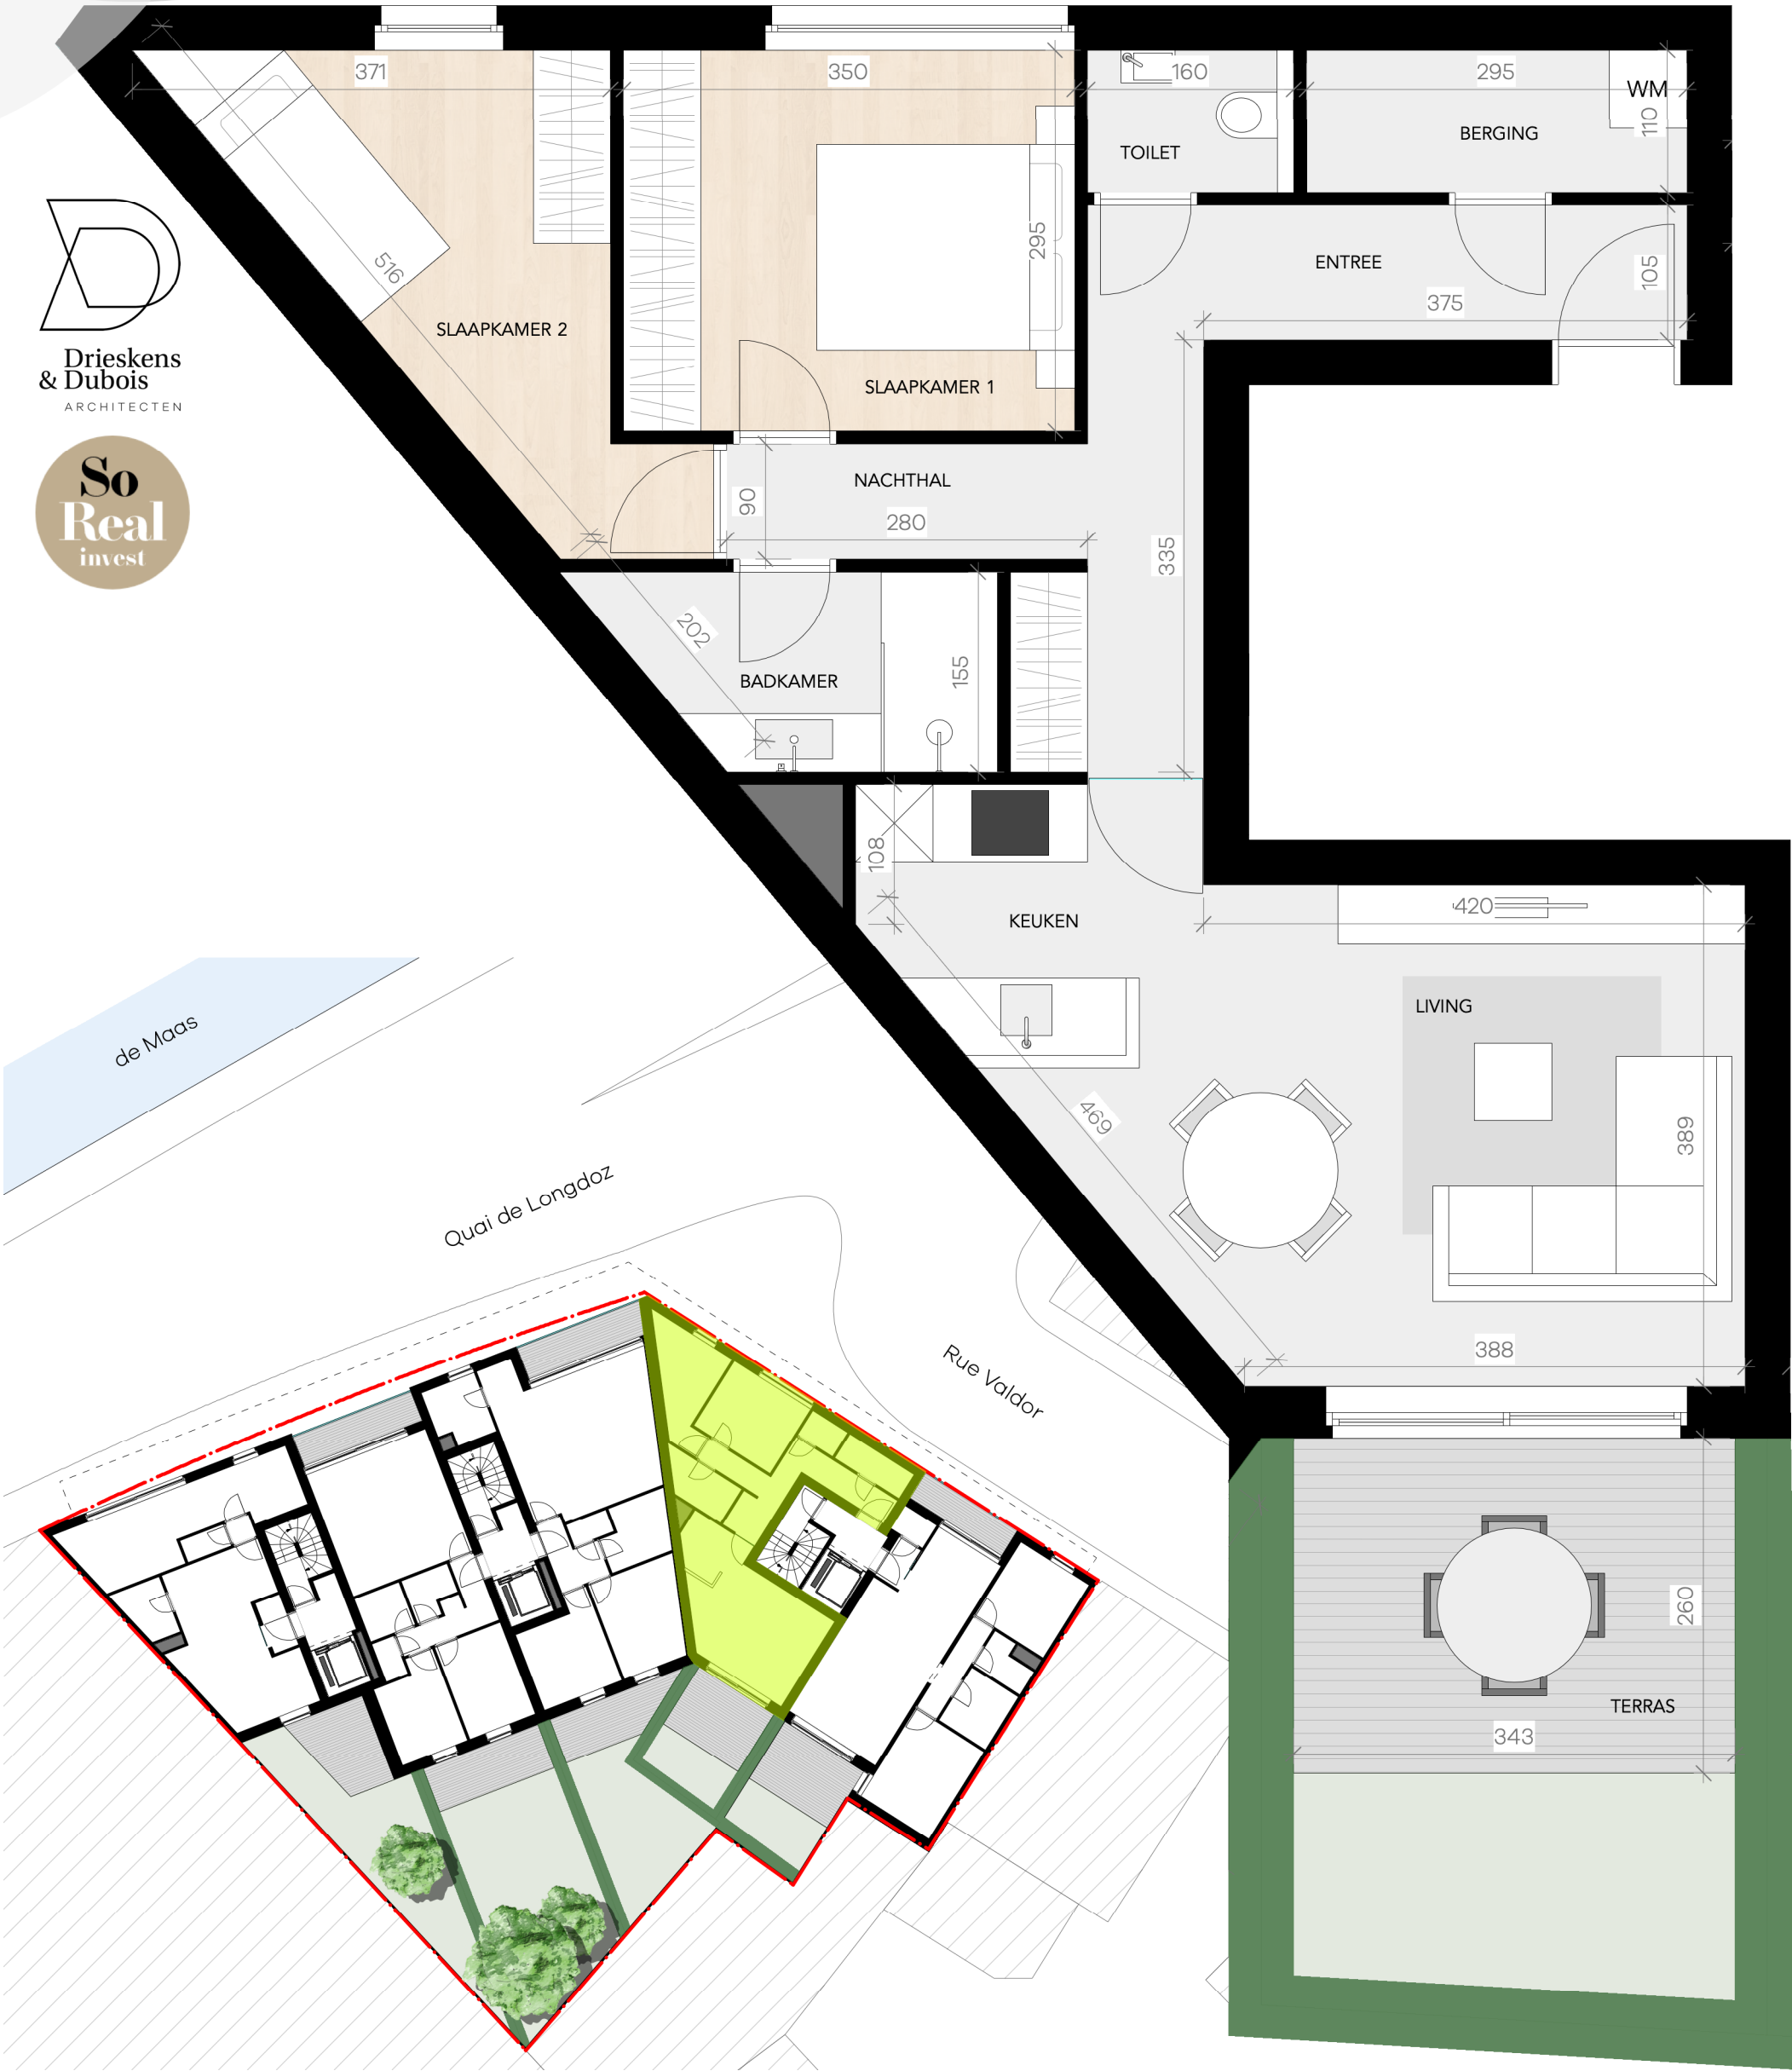 371
350
160
295
WM
110
TOILET
BERGING
516
295
ENTREE
105
375
SLAAPKAMER 2
SLAAPKAMER 1
Drieskens
& Dubois
ARCHITECTEN
So
Real
invest
NACHTHAL
90
280
335
202
155
BADKAMER
108
KEUKEN
420
LIVING
469
389
388
de Maas
Quai de Longdoz
Rue Valdor
260
TERRAS
343